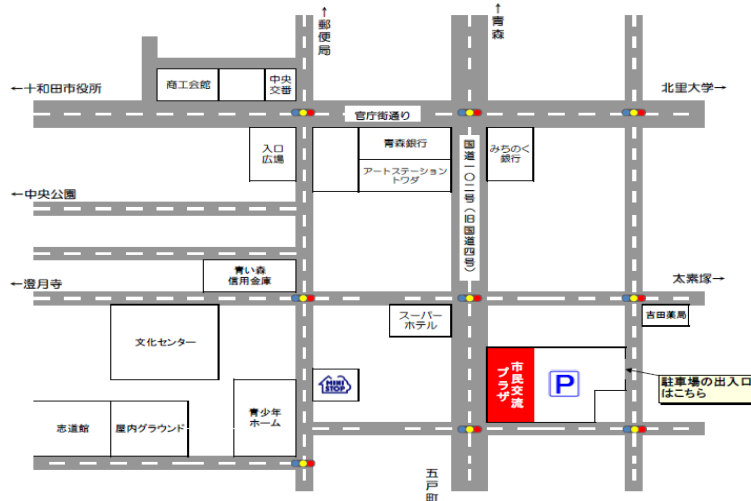 ↑
郵便局
↑
青森
←十和田市役所
商工会館
中央
交番
北里大学→
官庁街通り
入口
広場
青森銀行
アートステーション
トワダ
みちのく
銀行
国道一〇二号(旧国道四号)
←中央公園
青い森
信用金庫
←澄月寺
太素塚→
文化センター
スーパー
ホテル
吉田薬局
市民交流
プラザ
P
駐車場の出入口
はこちら
MINI
STOP
青少年
ホーム
志道館
屋内グラウンド
五戸町